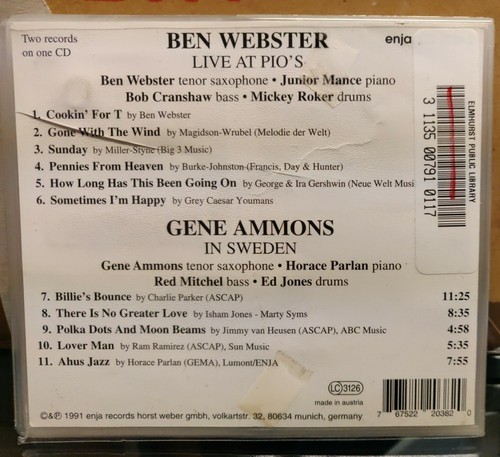 Two records
on one CD
BEN WEBSTER
enja
LIVE AT PIO'S
Ben Webster tenor saxophone • Junior Mance piano
Bob Cranshaw bass • Mickey Roker drums
1. Cookin' For T by Ben Webster
2. Gone With The Wind by Magidson-Wrubel (Melodie der Welt)
3. Sunday by Miller-Styne (Big 3 Music)
4. Pennies From Heaven by Burke-Johnston (Francis, Day & Hunter)
5. How Long Has This Been Going On by George & Ira Gershwin (Neue Welt Musi
6. Sometimes I'm Happy by Grey Caesar Youmans
ELMHURST PUBLIC LIBRARY
3 1135 00791 0117
GENE AMMONS
IN SWEDEN
Gene Ammons tenor saxophone • Horace Parlan piano
Red Mitchel bass • Ed Jones drums
7. Billie's Bounce by Charlie Parker (ASCAP) 11:25
8. There Is No Greater Love by Isham Jones - Marty Syms 8:35
9. Polka Dots And Moon Beams by Jimmy van Heusen (ASCAP), ABC Music 4:58
10. Lover Man by Ram Ramirez (ASCAP), Sun Music 5:35
11. Ahus Jazz by Horace Parlan (GEMA), Lumont/ENJA 7:55
LC 3126
made in austria
©&℗ 1991 enja records horst weber gmbh, volkartstr. 32, 80634 munich, germany
7 67522 20382 0